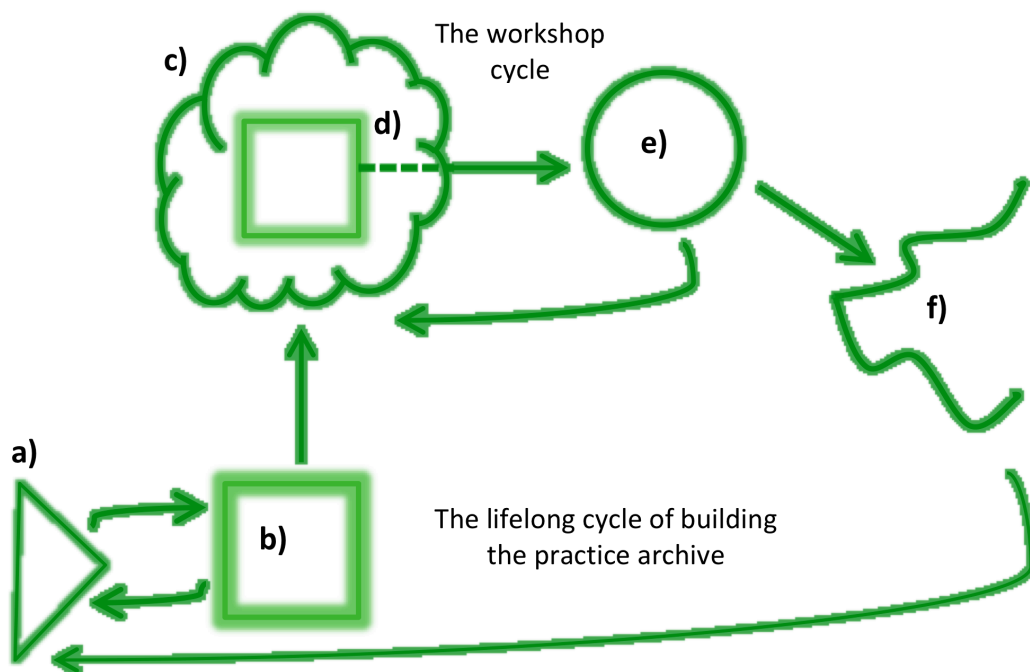 The workshop
cycle
c)
d)
e)
f)
a)
b)
The lifelong cycle of building
the practice archive